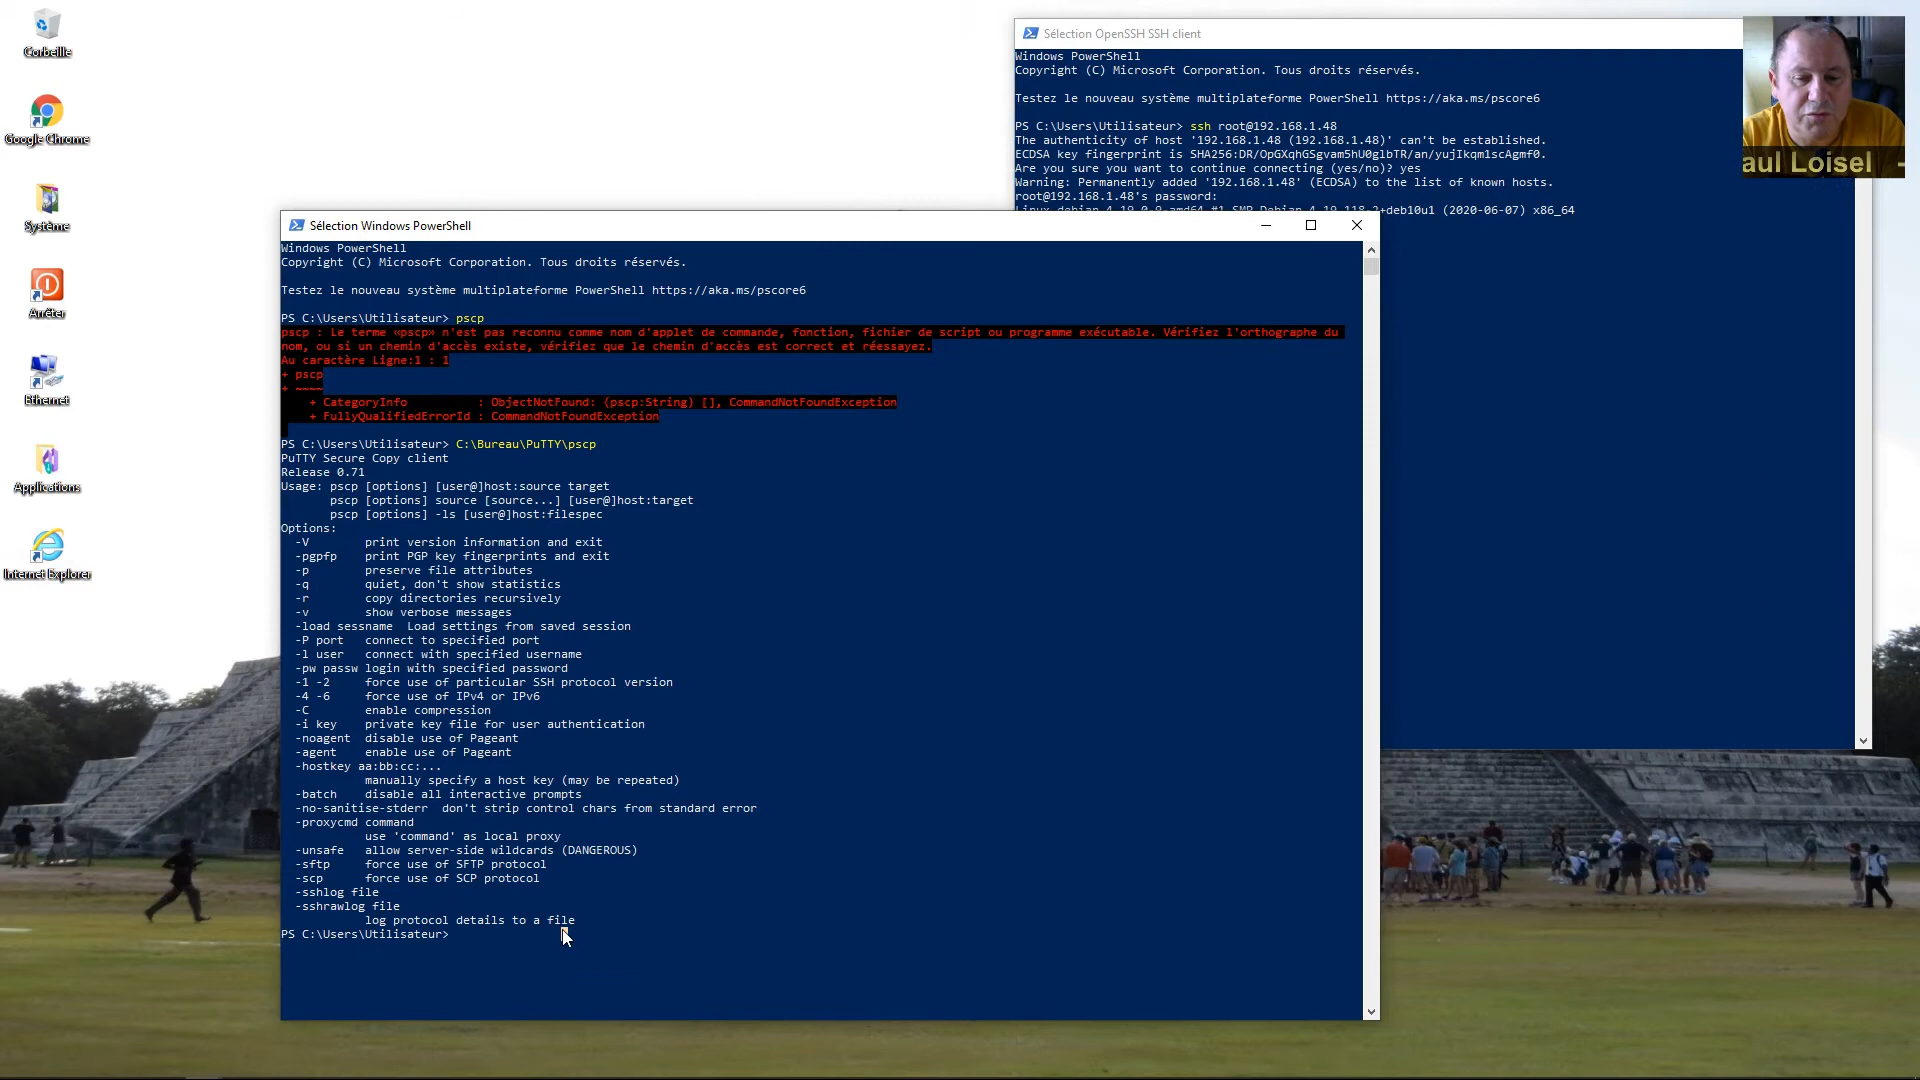 Corbeille
Google Chrome
Système
Arrêter
Ethernet
Applications
Internet Explorer
Sélection OpenSSH SSH client
Windows PowerShell
Copyright (C) Microsoft Corporation. Tous droits réservés.
Testez le nouveau système multiplateforme PowerShell https://aka.ms/pscore6
PS C:\Users\Utilisateur> ssh root@192.168.1.48
The authenticity of host '192.168.1.48 (192.168.1.48)' can't be established.
ECDSA key fingerprint is SHA256:DR/OpGXqhGSgvam5hU0glbTR/an/yujIkqm1scAgmf0.
Are you sure you want to continue connecting (yes/no)? yes
Warning: Permanently added '192.168.1.48' (ECDSA) to the list of known hosts.
root@192.168.1.48's password:
Linux debian 4.19.0-9-amd64 #1 SMP Debian 4.19.118-2+deb10u1 (2020-06-07) x86_64
aul Loisel -
Sélection Windows PowerShell
Windows PowerShell
Copyright (C) Microsoft Corporation. Tous droits réservés.
Testez le nouveau système multiplateforme PowerShell https://aka.ms/pscore6
PS C:\Users\Utilisateur> pscp
pscp : Le terme «pscp» n'est pas reconnu comme nom d'applet de commande, fonction, fichier de script ou programme exécutable. Vérifiez l'orthographe du
nom, ou si un chemin d'accès existe, vérifiez que le chemin d'accès est correct et réessayez.
Au caractère Ligne:1 : 1
+ pscp
+ ~~~~
+ CategoryInfo : ObjectNotFound: (pscp:String) [], CommandNotFoundException
+ FullyQualifiedErrorId : CommandNotFoundException
PS C:\Users\Utilisateur> C:\Bureau\PuTTY\pscp
PuTTY Secure Copy client
Release 0.71
Usage: pscp [options] [user@]host:source target
pscp [options] source [source...] [user@]host:target
pscp [options] -ls [user@]host:filespec
Options:
-V print version information and exit
-pgpfp print PGP key fingerprints and exit
-p preserve file attributes
-q quiet, don't show statistics
-r copy directories recursively
-v show verbose messages
-load sessname Load settings from saved session
-P port connect to specified port
-l user connect with specified username
-pw passw login with specified password
-1 -2 force use of particular SSH protocol version
-4 -6 force use of IPv4 or IPv6
-C enable compression
-i key private key file for user authentication
-noagent disable use of Pageant
-agent enable use of Pageant
-hostkey aa:bb:cc:...
manually specify a host key (may be repeated)
-batch disable all interactive prompts
-no-sanitise-stderr don't strip control chars from standard error
-proxycmd command
use 'command' as local proxy
-unsafe allow server-side wildcards (DANGEROUS)
-sftp force use of SFTP protocol
-scp force use of SCP protocol
-sshlog file
-sshrawlog file
log protocol details to a file
PS C:\Users\Utilisateur>